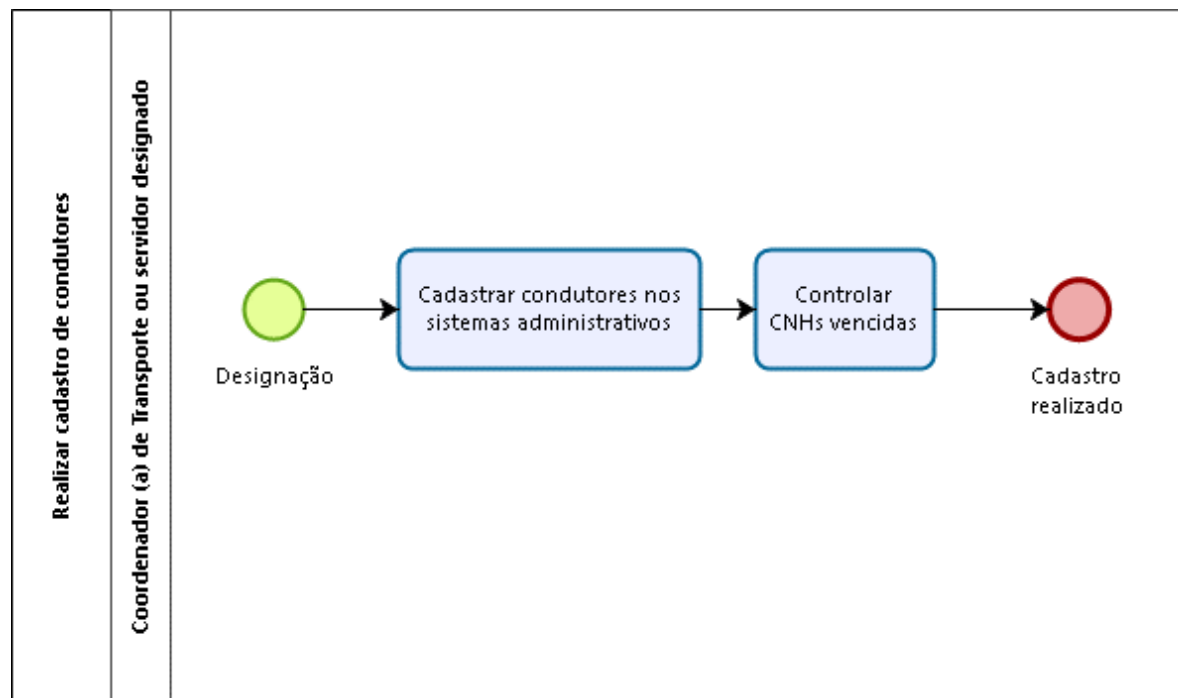 Realizar cadastro de condutores
Coordenador (a) de Transporte ou servidor designado
Designação
Cadastrar condutores nos
sistemas administrativos
Controlar
CNHs vencidas
Cadastro
realizado